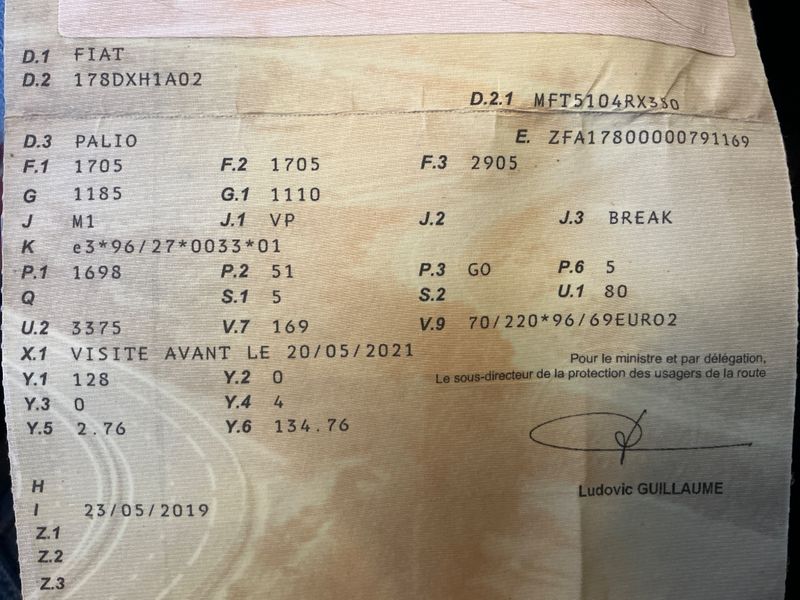 D.1 FIAT
D.2 178DXH1A02
D.2.1 MFT5104RX350
D.3 PALIO E. ZFA17800000791169
F.1 1705 F.2 1705 F.3 2905
G 1185 G.1 1110
J M1 J.1 VP J.2 J.3 BREAK
K e3*96/27*0033*01
P.1 1698 P.2 51 P.3 GO P.6 5
Q S.1 5 S.2 U.1 80
U.2 3375 V.7 169 V.9 70/220*96/69EURO2
X.1 VISITE AVANT LE 20/05/2021
Pour le ministre et par délégation,
Le sous-directeur de la protection des usagers de la route
Y.1 128 Y.2 0
Y.3 0 Y.4 4
Y.5 2.76 Y.6 134.76
H
Ludovic GUILLAUME
I 23/05/2019
Z.1
Z.2
Z.3